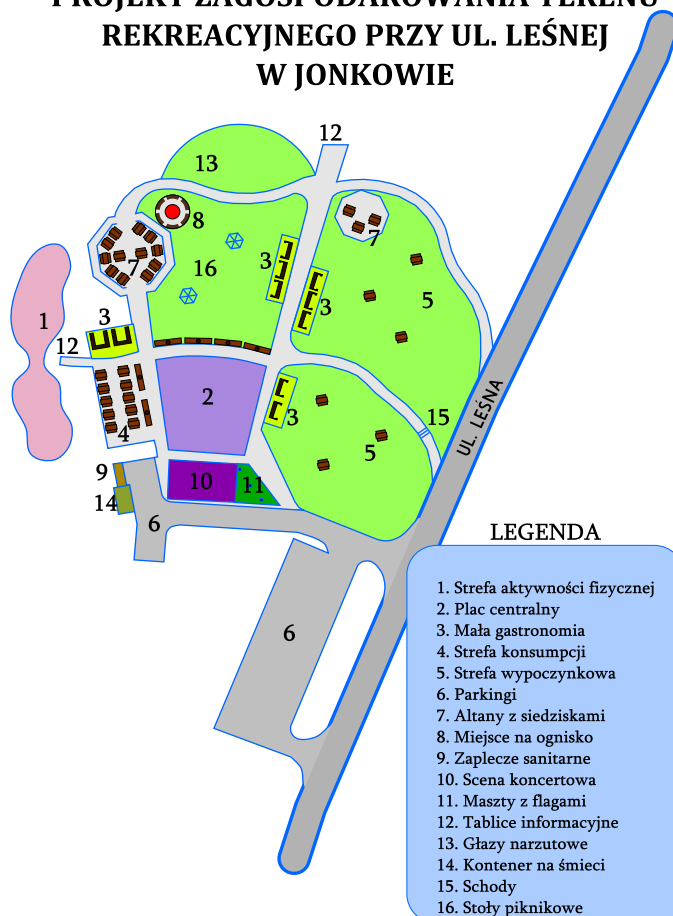 PROJEKT ZAGOSPODAROWANIA TERENU
REKREACYJNEGO PRZY UL. LEŚNEJ
W JONKOWIE
12
13
8
7
7
3
16
5
3
1
3
12
2
3
15
UL. LEŚNA
4
5
9
10
11
14
6
6
LEGENDA
1. Strefa aktywności fizycznej
2. Plac centralny
3. Mała gastronomia
4. Strefa konsumpcji
5. Strefa wypoczynkowa
6. Parkingi
7. Altany z siedziskami
8. Miejsce na ognisko
9. Zaplecze sanitarne
10. Scena koncertowa
11. Maszty z flagami
12. Tablice informacyjne
13. Głazy narzutowe
14. Kontener na śmieci
15. Schody
16. Stoły piknikowe